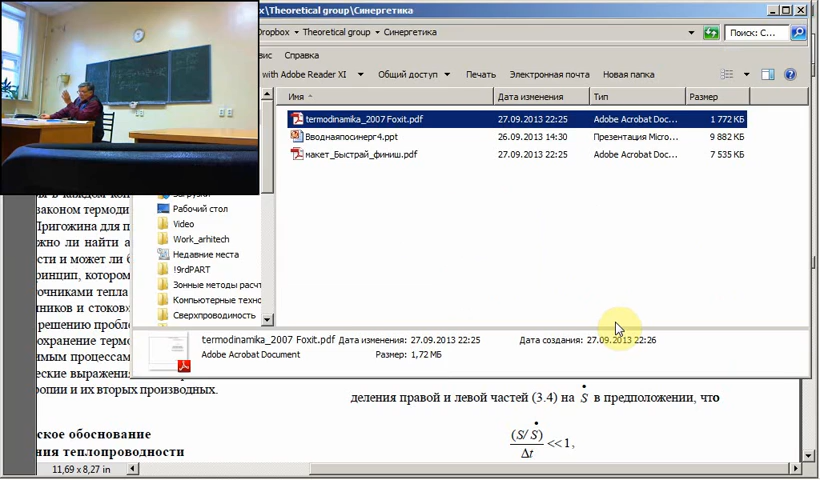 x\Theoretical group\Синергетика
Dropbox ▸ Theoretical group ▸ Синергетика
Поиск: С...
вис Справка
with Adobe Reader XI Общий доступ Печать Электронная почта Новая папка
Имя Дата изменения Тип Размер
termodinamika_2007 Foxit.pdf 27.09.2013 22:25 Adobe Acrobat Doc... 1 772 КБ
Вводнаяпосинерг4.ppt 26.09.2013 14:30 Презентация Micro... 9 882 КБ
макет_Быстрай_финиш.pdf 27.09.2013 22:25 Adobe Acrobat Doc... 7 535 КБ
Рабочий стол
Video
Work_arhitech
Недавние места
!9rdPART
Зонные методы расч
Компьютерные техно
Сверхпроводимость
termodinamika_2007 Foxit.pdf Дата изменения: 27.09.2013 22:25 Дата создания: 27.09.2013 22:26
Adobe Acrobat Document Размер: 1,72 МБ
законом термоди
Пригожина для п
жно ли найти а
сти и может ли б
ринцип, котором
очниками тепла
ников и стоков»
решению пробле
охранение термо
имым процессам
еские выражения
ропии и их вторых производных.
ское обоснование
ния теплопроводности
деления правой и левой частей (3.4) на Ṡ в предположении, что
(S/Ṡ)/Δt <<1,
11,69 x 8,27 in